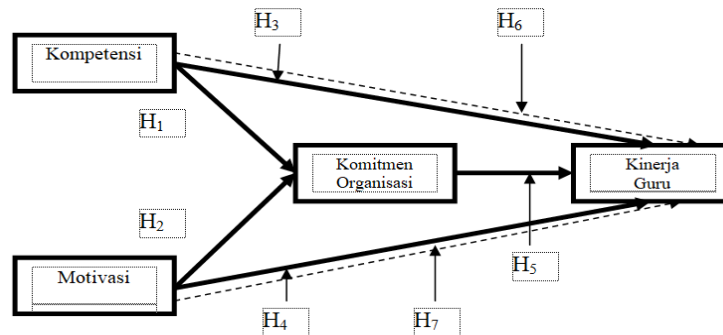 H3
H6
Kompetensi
H1
Komitmen
Organisasi
Kinerja
Guru
H2
Motivasi
H5
H4
H7